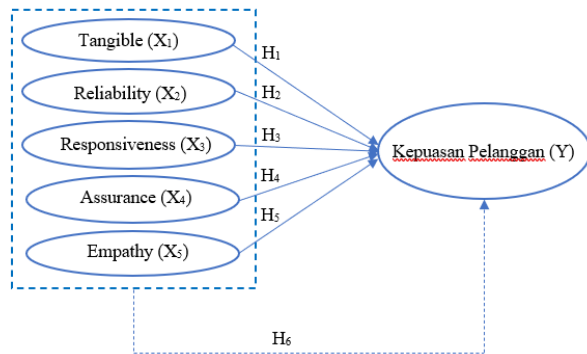 Tangible (X₁)
H₁
Reliability (X₂)
H₂
Responsiveness (X₃)
H₃
Kepuasan Pelanggan (Y)
Assurance (X₄)
H₄
Empathy (X₅)
H₅
H₆